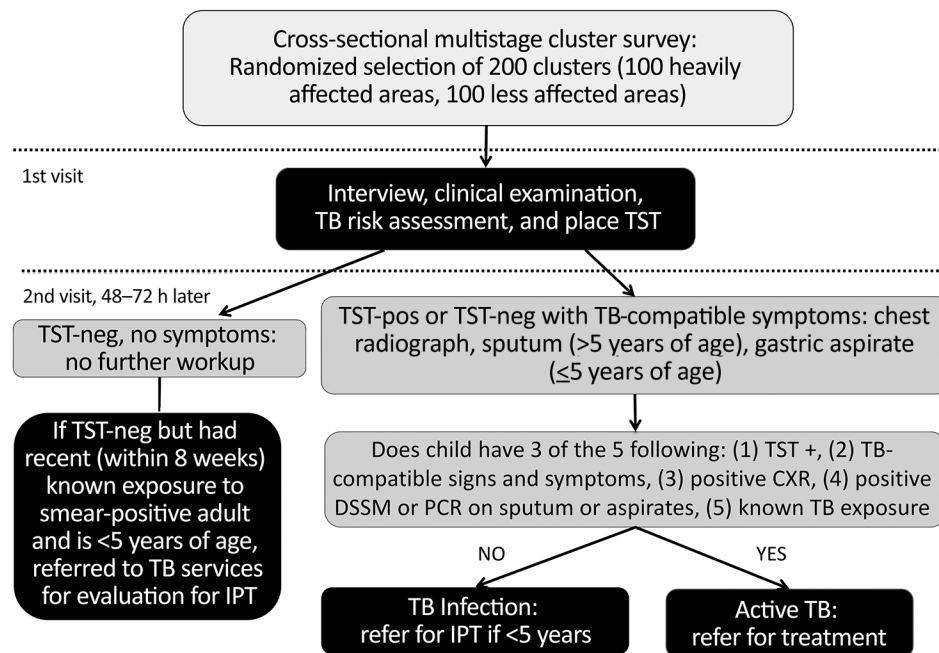 Cross-sectional multistage cluster survey:
Randomized selection of 200 clusters (100 heavily
affected areas, 100 less affected areas)
1st visit
Interview, clinical examination,
TB risk assessment, and place TST
2nd visit, 48–72 h later
TST-neg, no symptoms:
no further workup
TST-pos or TST-neg with TB-compatible symptoms: chest
radiograph, sputum (>5 years of age), gastric aspirate
(≤5 years of age)
If TST-neg but had
recent (within 8 weeks)
known exposure to
smear-positive adult
and is <5 years of age,
referred to TB services
for evaluation for IPT
Does child have 3 of the 5 following: (1) TST +, (2) TB-
compatible signs and symptoms, (3) positive CXR, (4) positive
DSSM or PCR on sputum or aspirates, (5) known TB exposure
NO
YES
TB Infection:
refer for IPT if <5 years
Active TB:
refer for treatment